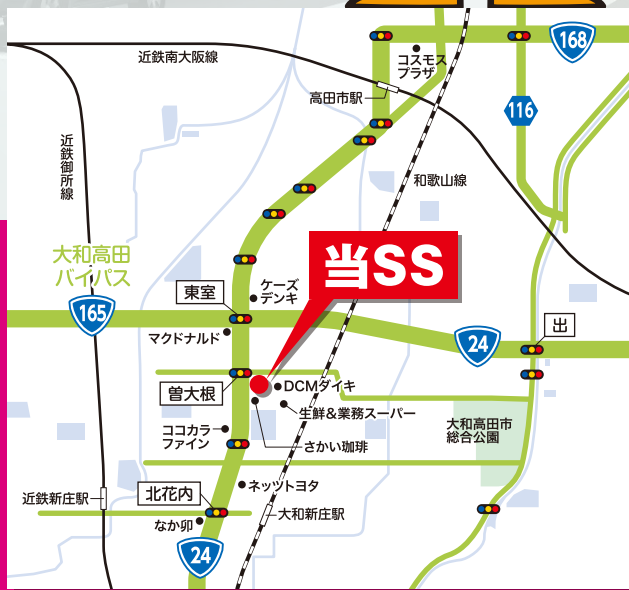 168
近鉄南大阪線
コスモス
プラザ
高田市駅
116
近鉄御所線
和歌山線
大和高田
バイパス
当SS
東室
ケーズ
デンキ
165
マクドナルド
24
出
曽大根
DCMダイキ
生鮮&業務スーパー
ココカラ
ファイン
さかい珈琲
大和高田市
総合公園
ネッツトヨタ
近鉄新庄駅
北花内
大和新庄駅
なか卯
24